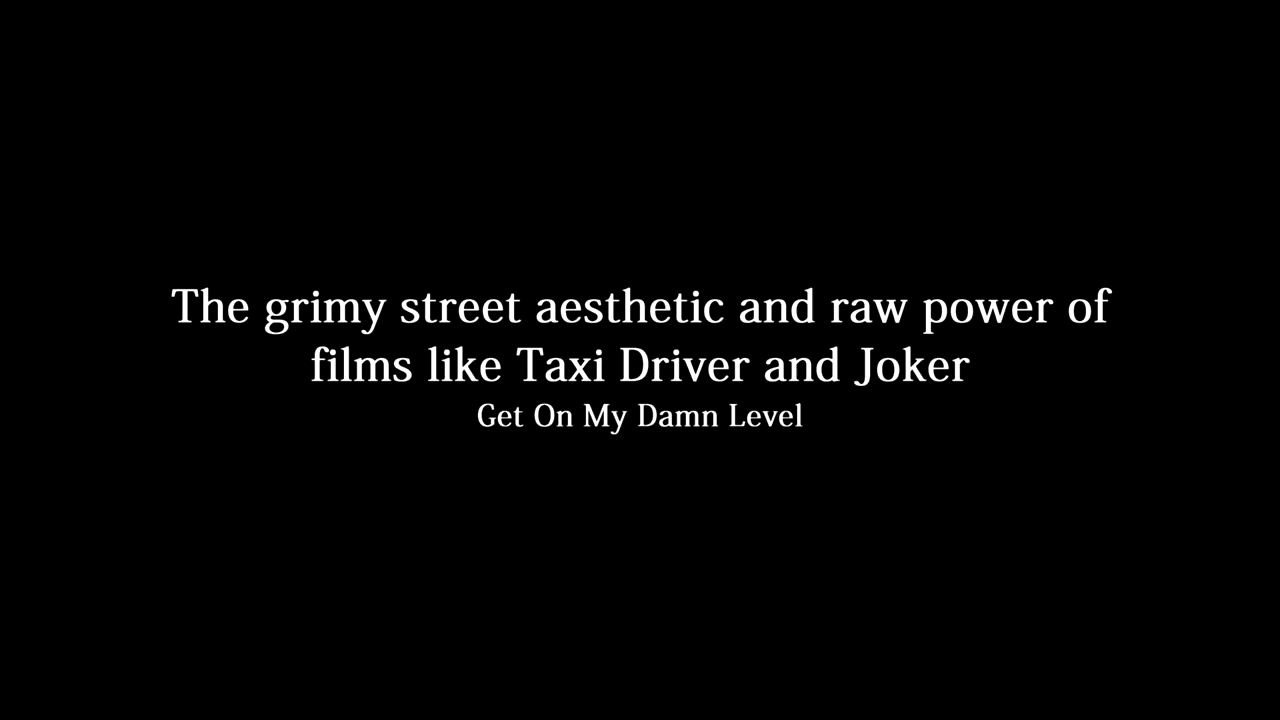 The grimy street aesthetic and raw power of
films like Taxi Driver and Joker
Get On My Damn Level